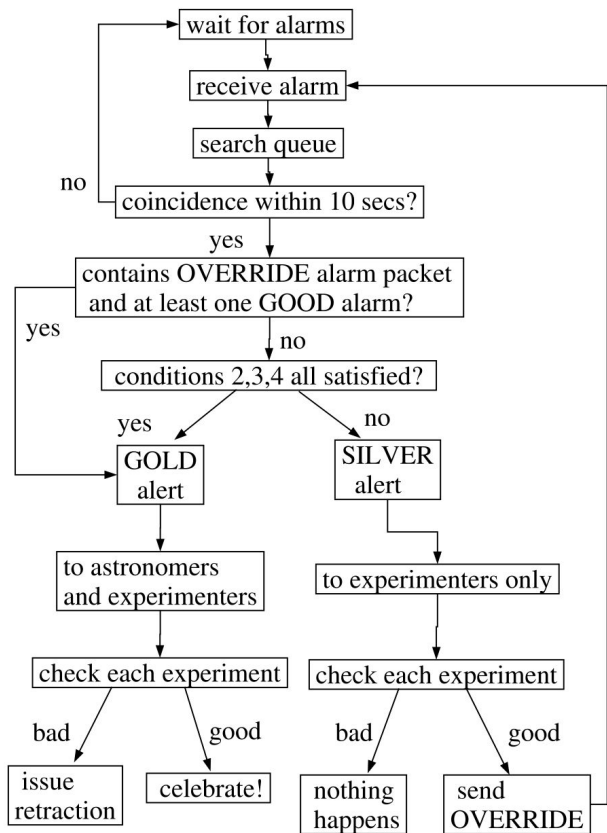 wait for alarms
receive alarm
search queue
no
coincidence within 10 secs?
yes
contains OVERRIDE alarm packet
and at least one GOOD alarm?
yes
no
conditions 2,3,4 all satisfied?
yes
no
GOLD
alert
SILVER
alert
to astronomers
and experimenters
to experimenters only
check each experiment
check each experiment
bad
good
bad
good
issue
retraction
celebrate!
nothing
happens
send
OVERRIDE